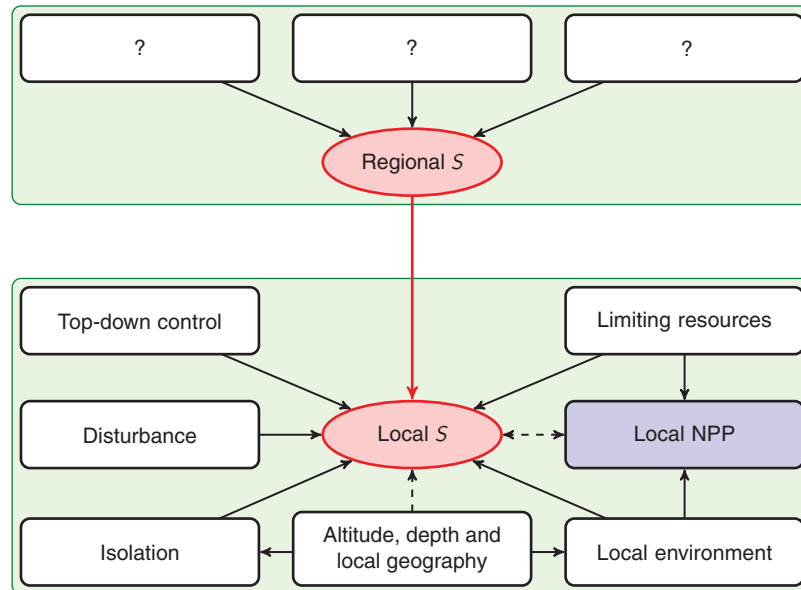 ?
?
?
Regional S
Top-down control
Limiting resources
Disturbance
Local S
Local NPP
Isolation
Altitude, depth and
local geography
Local environment